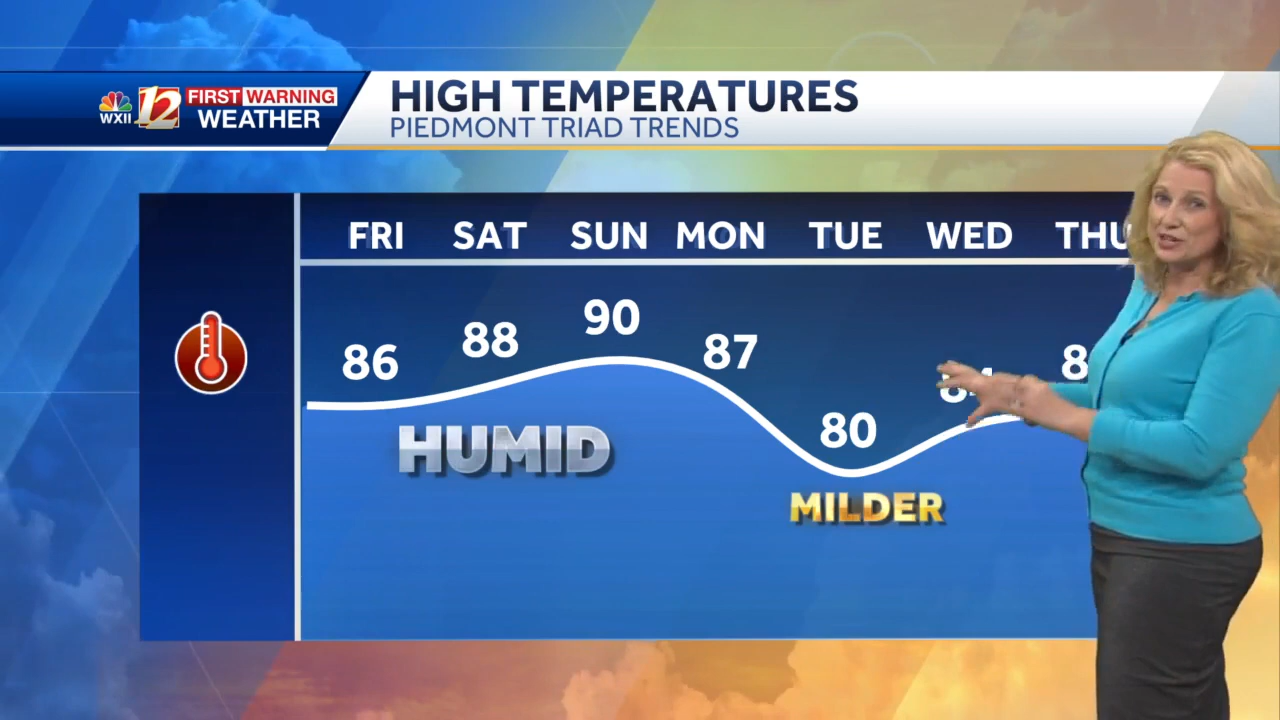 WXII 12 FIRST WARNING WEATHER
HIGH TEMPERATURES
PIEDMONT TRIAD TRENDS
FRI SAT SUN MON TUE WED
86 88 90 87 80
HUMID
MILDER